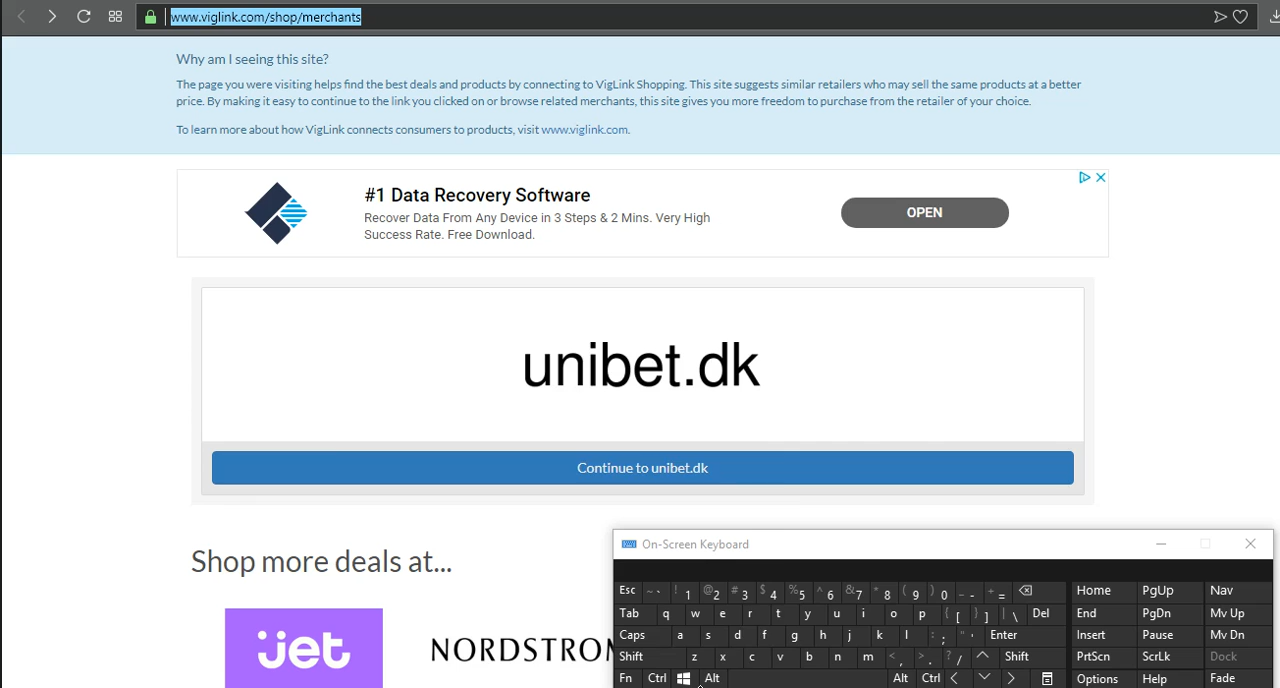 www.viglink.com/shop/merchants
Why am I seeing this site?
The page you were visiting helps find the best deals and products by connecting to VigLink Shopping. This site suggests similar retailers who may sell the same products at a better
price. By making it easy to continue to the link you clicked on or browse related merchants, this site gives you more freedom to purchase from the retailer of your choice.
To learn more about how VigLink connects consumers to products, visit www.viglink.com.
#1 Data Recovery Software
Recover Data From Any Device in 3 Steps & 2 Mins. Very High
Success Rate. Free Download.
OPEN
unibet.dk
Continue to unibet.dk
Shop more deals at...
jet
NORDSTROM
On-Screen Keyboard
Esc ~ ` ! 1 @ 2 # 3 $ 4 % 5 ^ 6 & 7 * 8 ( 9 ) 0 _ - + = Home PgUp Nav
Tab q w e r t y u i o p { [ } ] | \ Del End PgDn Mv Up
Caps a s d f g h j k l : ; " ' Enter Insert Pause Mv Dn
Shift z x c v b n m < , > . ? / Shift PrtScn ScrLk Dock
Fn Ctrl Alt Alt Ctrl Options Help Fade